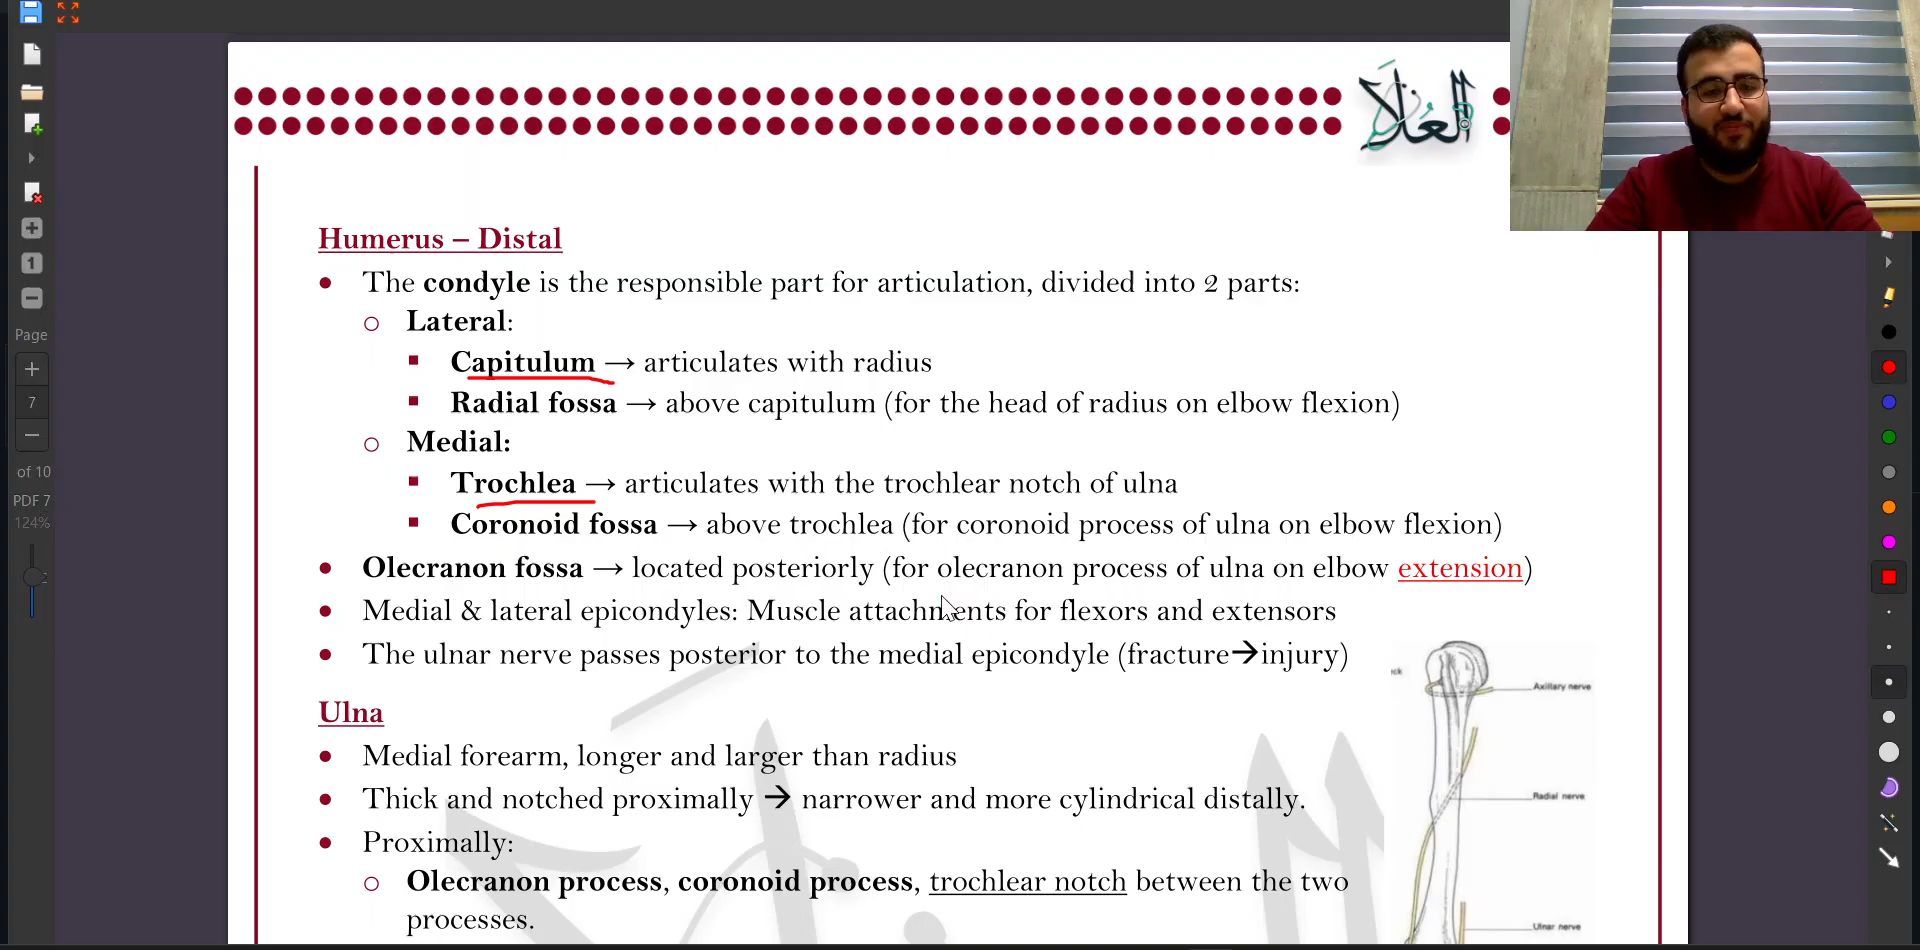 العُلا
Humerus – Distal
• The condyle is the responsible part for articulation, divided into 2 parts:
o Lateral:
▪ Capitulum → articulates with radius
▪ Radial fossa → above capitulum (for the head of radius on elbow flexion)
o Medial:
▪ Trochlea → articulates with the trochlear notch of ulna
▪ Coronoid fossa → above trochlea (for coronoid process of ulna on elbow flexion)
• Olecranon fossa → located posteriorly (for olecranon process of ulna on elbow extension)
• Medial & lateral epicondyles: Muscle attachments for flexors and extensors
• The ulnar nerve passes posterior to the medial epicondyle (fracture→injury)
Ulna
• Medial forearm, longer and larger than radius
• Thick and notched proximally → narrower and more cylindrical distally.
• Proximally:
o Olecranon process, coronoid process, trochlear notch between the two
processes.
Axillary nerve
Radial nerve
Ulnar nerve
1
Page
7
of 10
PDF 7
124%